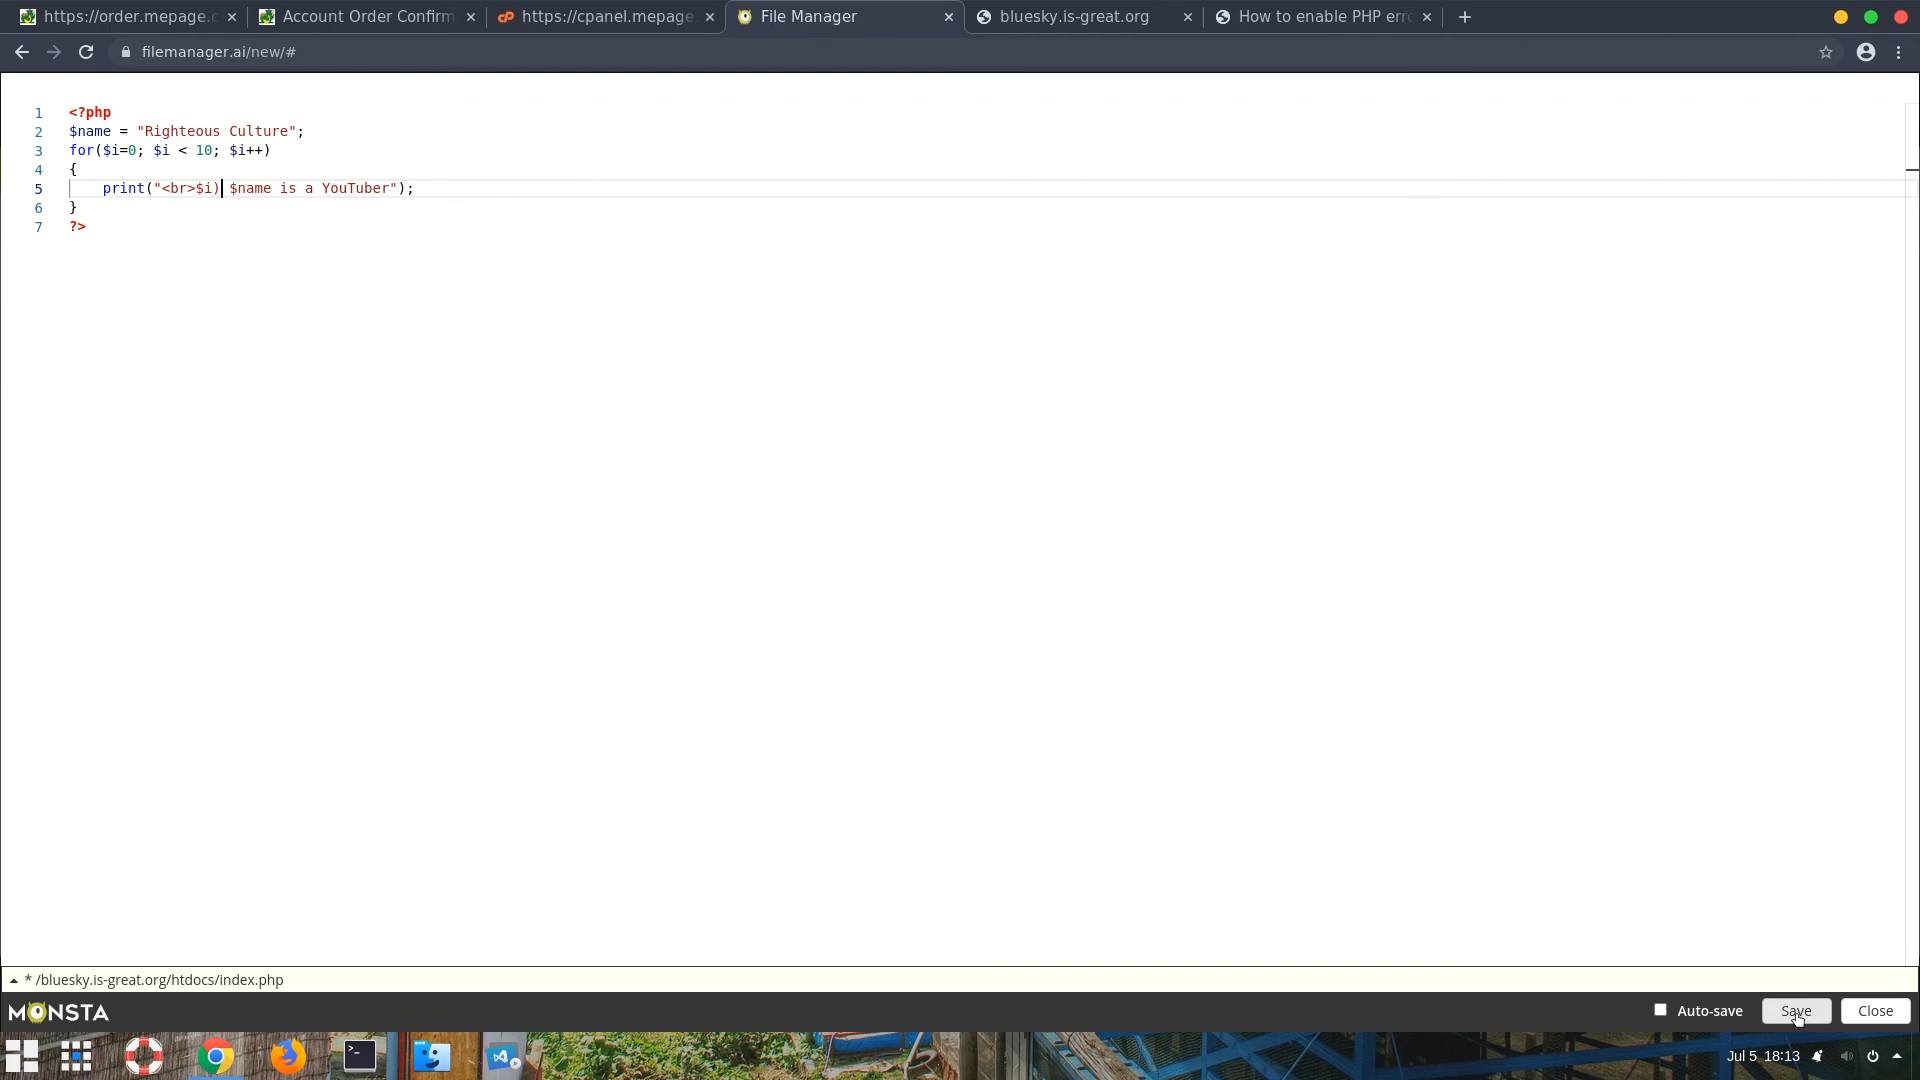 https://order.mepage.c
Account Order Confirm
https://cpanel.mepage.
File Manager
bluesky.is-great.org
How to enable PHP erro
filemanager.ai/new/#
1 <?php
2 $name = "Righteous Culture";
3 for($i=0; $i < 10; $i++)
4 {
5 print("<br>$i) $name is a YouTuber");
6 }
7 ?>
* /bluesky.is-great.org/htdocs/index.php
MONSTA
Auto-save
Save
Close
Jul 5 18:13